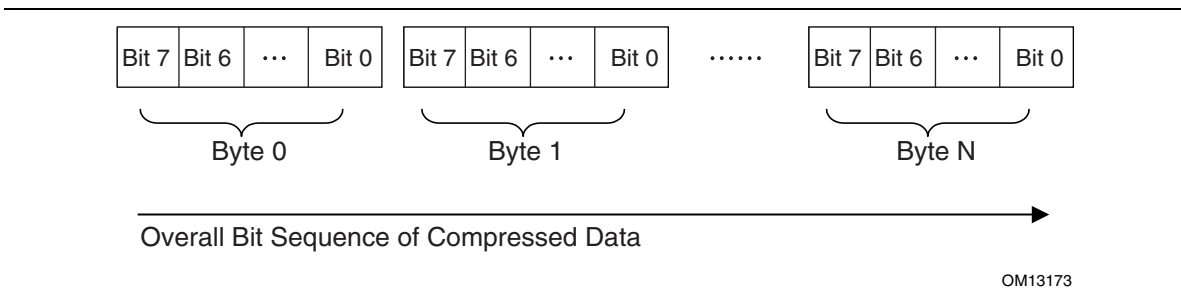 Bit 7 Bit 6 ... Bit 0 Bit 7 Bit 6 ... Bit 0 ...... Bit 7 Bit 6 ... Bit 0
Byte 0 Byte 1 Byte N
Overall Bit Sequence of Compressed Data
OM13173